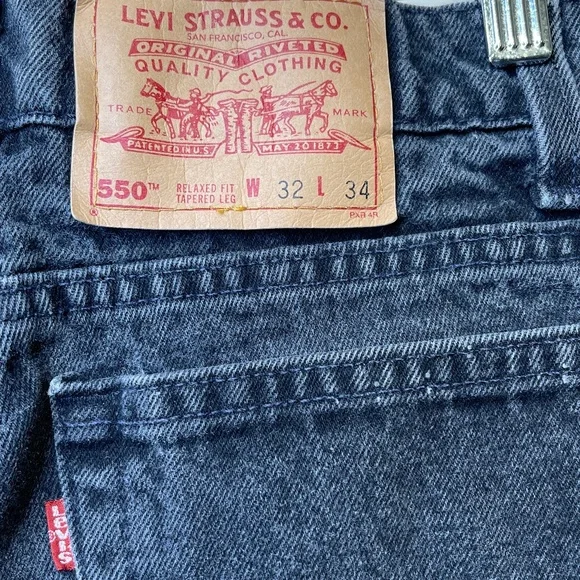 LEVI STRAUSS & CO.
SAN FRANCISCO, CAL.
ORIGINAL RIVETED
QUALITY CLOTHING
TRADE MARK
PATENTED IN U.S. MAY 20 1873
550™ RELAXED FIT TAPERED LEG W 32 L 34
®
LEVI'S
®